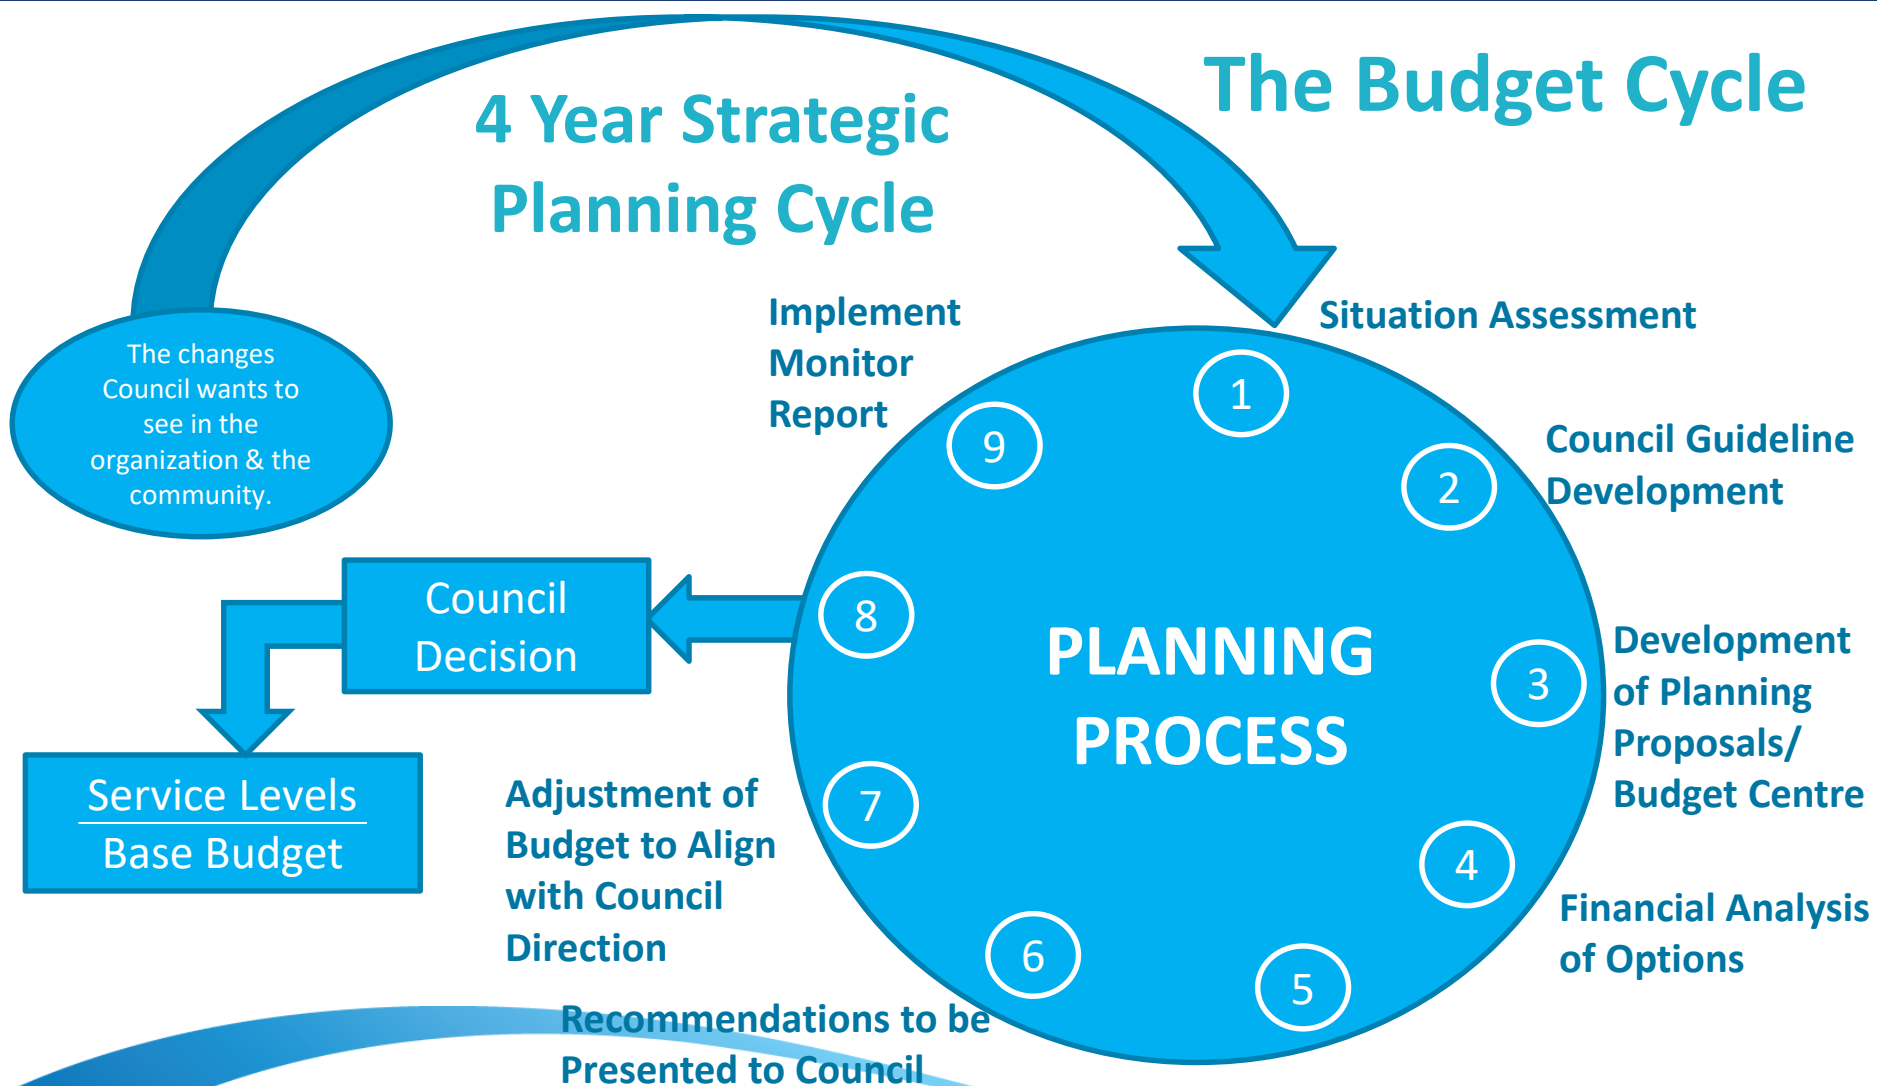 The Budget Cycle
4 Year Strategic
Planning Cycle
The changes
Council wants to
see in the
organization & the
community.
Implement
Monitor
Report
Situation Assessment
1
Council Guideline
Development
2
Development
of Planning
Proposals/
Budget Centre
3
Financial Analysis
of Options
4
5
6
Recommendations to be
Presented to Council
7
Adjustment of
Budget to Align
with Council
Direction
8
9
PLANNING
PROCESS
Council
Decision
Service Levels
Base Budget